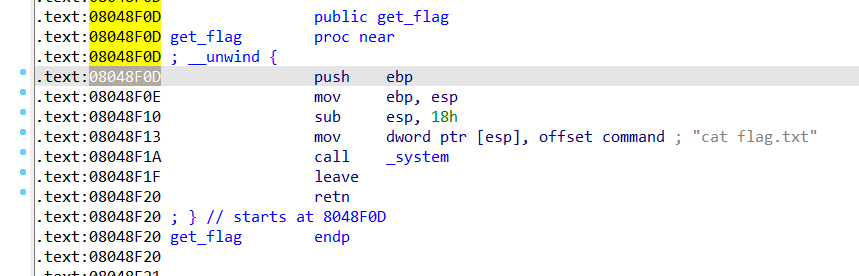 .text:08048F0D
.text:08048F0D public get_flag
.text:08048F0D get_flag proc near
.text:08048F0D ; __unwind {
.text:08048F0D push ebp
.text:08048F0E mov ebp, esp
.text:08048F10 sub esp, 18h
.text:08048F13 mov dword ptr [esp], offset command ; "cat flag.txt"
.text:08048F1A call _system
.text:08048F1F leave
.text:08048F20 retn
.text:08048F20 ; } // starts at 8048F0D
.text:08048F20 get_flag endp
.text:08048F20
.text:08048F21